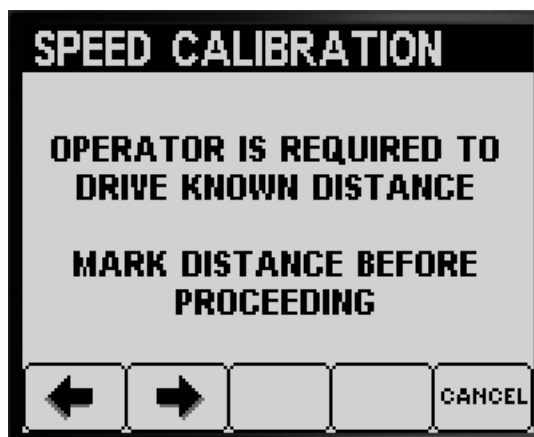 SPEED CALIBRATION
OPERATOR IS REQUIRED TO
DRIVE KNOWN DISTANCE
MARK DISTANCE BEFORE
PROCEEDING
CANCEL